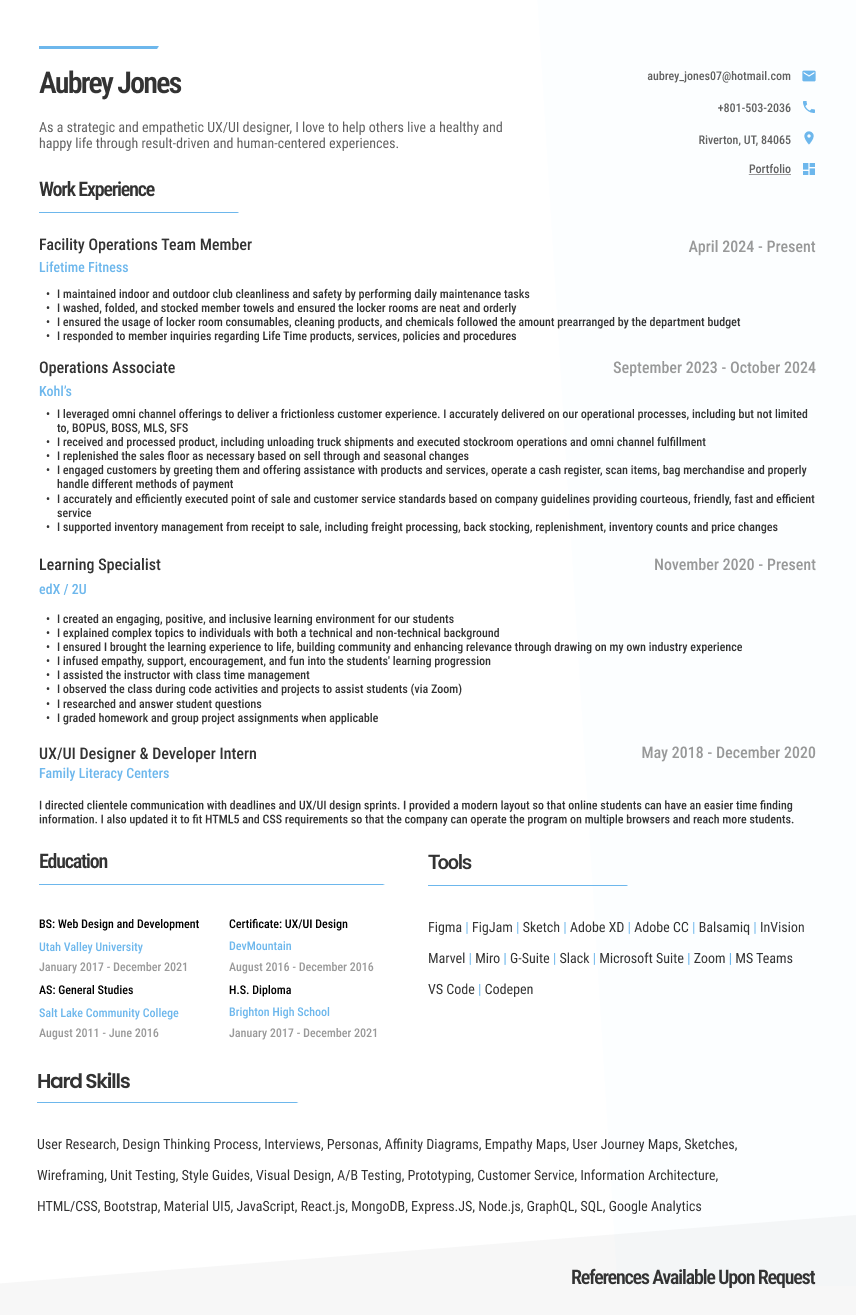 Aubrey Jones
aubrey_jones07@hotmail.com
+801-503-2036
As a strategic and empathetic UX/UI designer, I love to help others live a healthy and
happy life through result-driven and human-centered experiences.
Riverton, UT, 84065
Portfolio
Work Experience
Facility Operations Team Member
April 2024 - Present
Lifetime Fitness
• I maintained indoor and outdoor club cleanliness and safety by performing daily maintenance tasks
• I washed, folded, and stocked member towels and ensured the locker rooms are neat and orderly
• I ensured the usage of locker room consumables, cleaning products, and chemicals followed the amount prearranged by the department budget
• I responded to member inquiries regarding Life Time products, services, policies and procedures
Operations Associate
September 2023 - October 2024
Kohl's
• I leveraged omni channel offerings to deliver a frictionless customer experience. I accurately delivered on our operational processes, including but not limited
to, BOPUS, BOSS, MLS, SFS
• I received and processed product, including unloading truck shipments and executed stockroom operations and omni channel fulfillment
• I replenished the sales floor as necessary based on sell through and seasonal changes
• I engaged customers by greeting them and offering assistance with products and services, operate a cash register, scan items, bag merchandise and properly
handle different methods of payment
• I accurately and efficiently executed point of sale and customer service standards based on company guidelines providing courteous, friendly, fast and efficient
service
• I supported inventory management from receipt to sale, including freight processing, back stocking, replenishment, inventory counts and price changes
Learning Specialist
November 2020 - Present
edX / 2U
• I created an engaging, positive, and inclusive learning environment for our students
• I explained complex topics to individuals with both a technical and non-technical background
• I ensured I brought the learning experience to life, building community and enhancing relevance through drawing on my own industry experience
• I infused empathy, support, encouragement, and fun into the students' learning progression
• I assisted the instructor with class time management
• I observed the class during code activities and projects to assist students (via Zoom)
• I researched and answer student questions
• I graded homework and group project assignments when applicable
UX/UI Designer & Developer Intern
May 2018 - December 2020
Family Literacy Centers
I directed clientele communication with deadlines and UX/UI design sprints. I provided a modern layout so that online students can have an easier time finding
information. I also updated it to fit HTML5 and CSS requirements so that the company can operate the program on multiple browsers and reach more students.
Education
BS: Web Design and Development
Utah Valley University
January 2017 - December 2021
AS: General Studies
Salt Lake Community College
August 2011 - June 2016
Certificate: UX/UI Design
DevMountain
August 2016 - December 2016
H.S. Diploma
Brighton High School
January 2017 - December 2021
Tools
Figma | FigJam | Sketch | Adobe XD | Adobe CC | Balsamiq | InVision
Marvel | Miro | G-Suite | Slack | Microsoft Suite | Zoom | MS Teams
VS Code | Codepen
Hard Skills
User Research, Design Thinking Process, Interviews, Personas, Affinity Diagrams, Empathy Maps, User Journey Maps, Sketches,
Wireframing, Unit Testing, Style Guides, Visual Design, A/B Testing, Prototyping, Customer Service, Information Architecture,
HTML/CSS, Bootstrap, Material UI5, JavaScript, React.js, MongoDB, Express.JS, Node.js, GraphQL, SQL, Google Analytics
References Available Upon Request